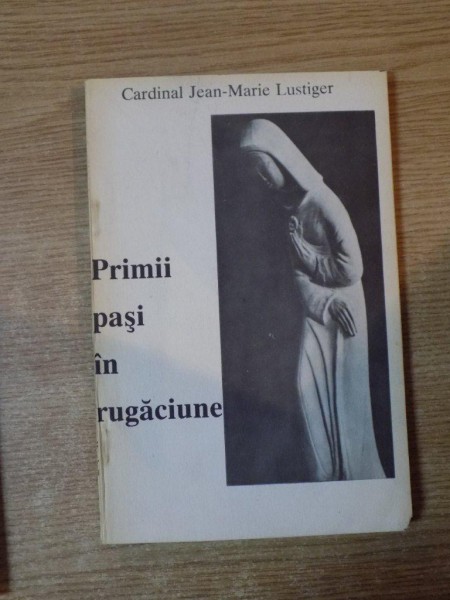 Cardinal Jean-Marie Lustiger
Primii
paşi
în
rugăciune